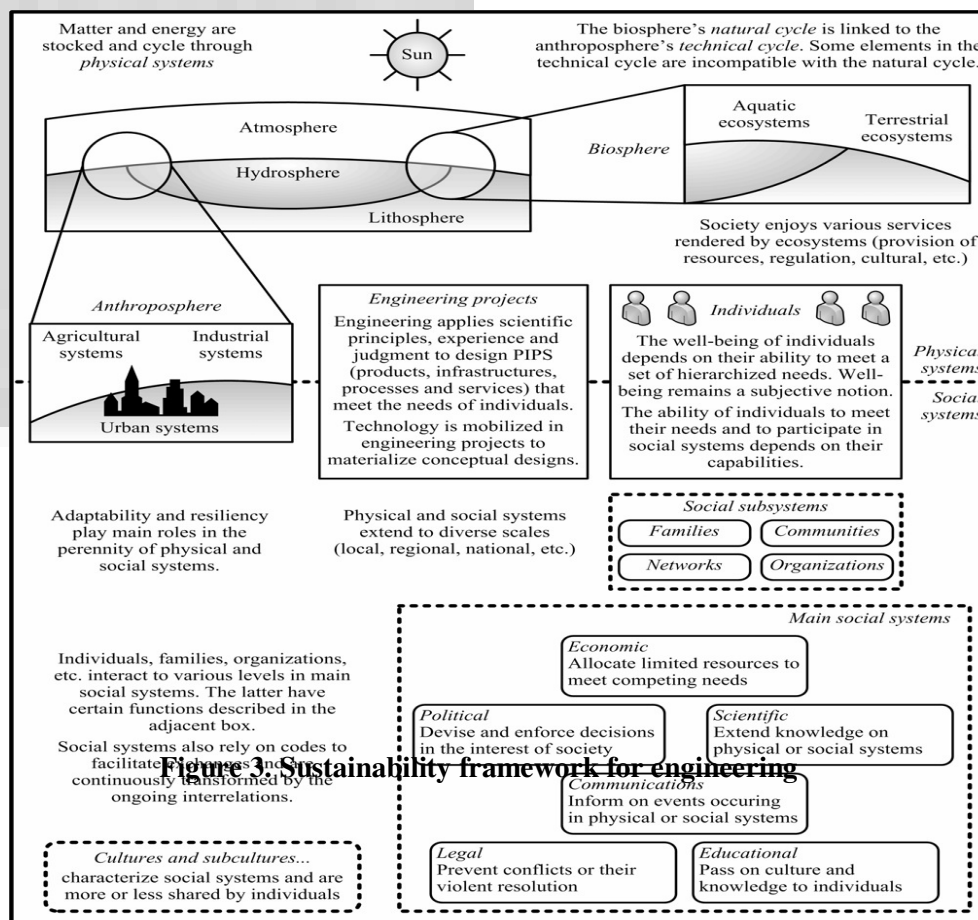 Matter and energy are
stocked and cycle through
physical systems
Sun
The biosphere's natural cycle is linked to the
anthroposphere's technical cycle. Some elements in the
technical cycle are incompatible with the natural cycle.
Atmosphere
Hydrosphere
Lithosphere
Biosphere
Aquatic
ecosystems
Terrestrial
ecosystems
Society enjoys various services
rendered by ecosystems (provision of
resources, regulation, cultural, etc.)
Anthroposphere
Agricultural
systems
Industrial
systems
Urban systems
Engineering projects
Engineering applies scientific
principles, experience and
judgment to design PIPS
(products, infrastructures,
processes and services) that
meet the needs of individuals.
Technology is mobilized in
engineering projects to
materialize conceptual designs.
Individuals
The well-being of individuals
depends on their ability to meet a
set of hierarchized needs. Well-
being remains a subjective notion.
The ability of individuals to meet
their needs and to participate in
social systems depends on their
capabilities.
Physical
systems
Social
systems
Adaptability and resiliency
play main roles in the
perennity of physical and
social systems.
Physical and social systems
extend to diverse scales
(local, regional, national, etc.)
Social subsystems
Families
Communities
Networks
Organizations
Main social systems
Economic
Allocate limited resources to
meet competing needs
Individuals, families, organizations,
etc. interact to various levels in main
social systems. The latter have
certain functions described in the
adjacent box.
Social systems also rely on codes to
facilitate exchanges and are
continuously transformed by the
ongoing interrelations.
Political
Devise and enforce decisions
in the interest of society
Scientific
Extend knowledge on
physical or social systems
Figure 3. Sustainability framework for engineering
Communications
Inform on events occuring
in physical or social systems
Cultures and subcultures...
characterize social systems and are
more or less shared by individuals
Legal
Prevent conflicts or their
violent resolution
Educational
Pass on culture and
knowledge to individuals